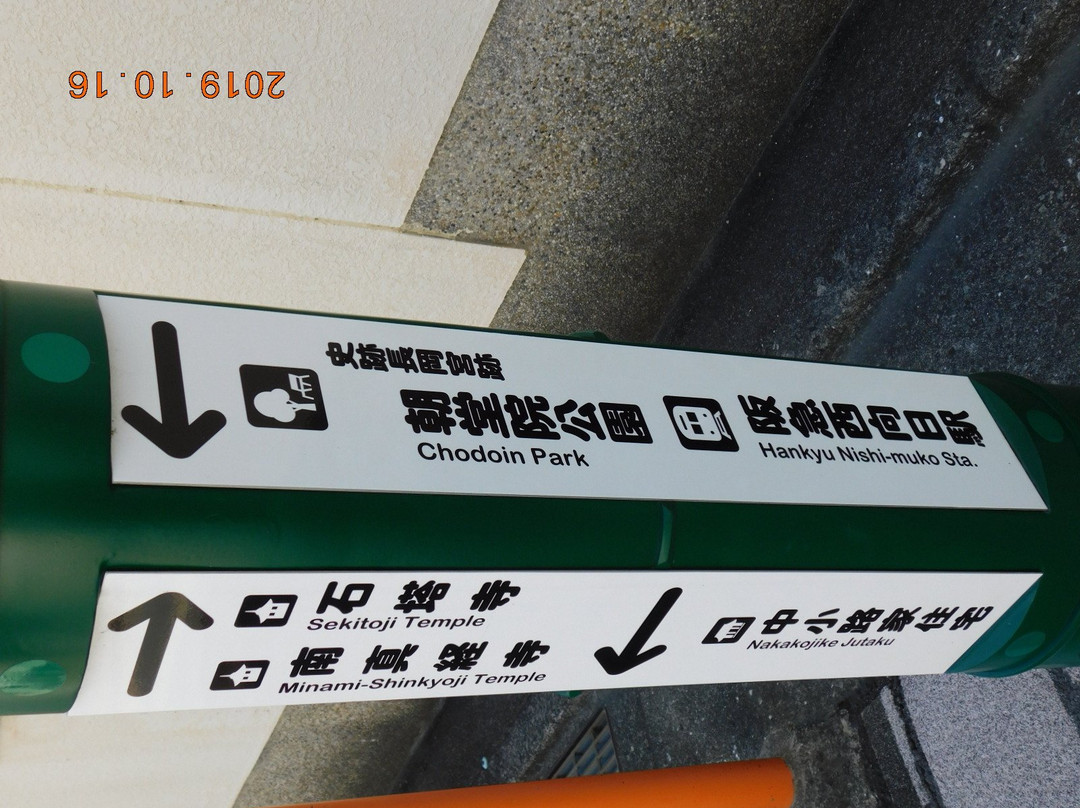 2019.10.16
史跡長岡宮跡
朝堂院公園
Chodoin Park
阪急西向日駅
Hankyu Nishi-muko Sta.
石塔寺
Sekitoji Temple
南真経寺
Minami-Shinkyoji Temple
中小路家住宅
Nakakojike Jutaku